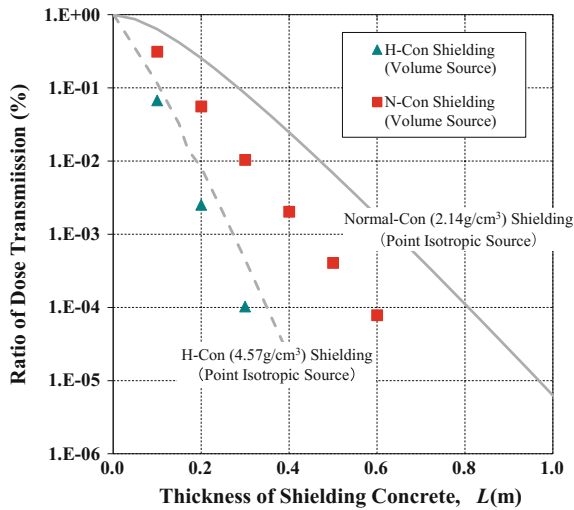 1.E+00
1.E-01
1.E-02
1.E-03
1.E-04
1.E-05
1.E-06
Ratio of Dose Transmiission (%)
H-Con Shielding
(Volume Source)
N-Con Shielding
(Volume Source)
Normal-Con (2.14g/cm³) Shielding
(Point Isotropic Source)
H-Con (4.57g/cm³) Shielding
(Point Isotropic Source)
0.0 0.2 0.4 0.6 0.8 1.0
Thickness of Shielding Concrete, L(m)